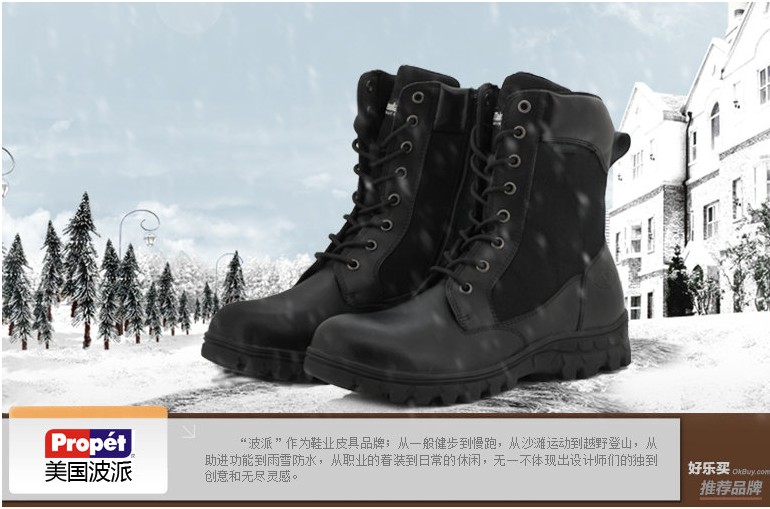 Propét
美国波派
“波派”作为鞋业皮具品牌；从一般健步到慢跑，从沙滩运动到越野登山，从
助进功能到雨雪防水，从职业的着装到日常的休闲，无一不体现出设计师们的独到
创意和无尽灵感。
好乐买 OkBuy.com
推荐品牌